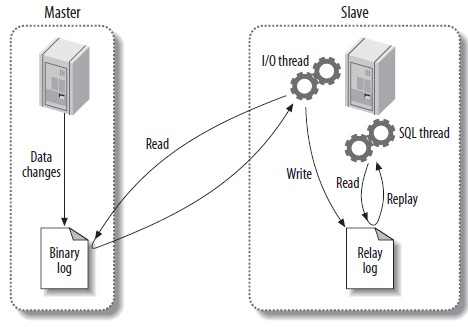 Master
Slave
I/O thread
SQL thread
Read
Data
changes
Write
Read
Replay
Binary
log
Relay
log